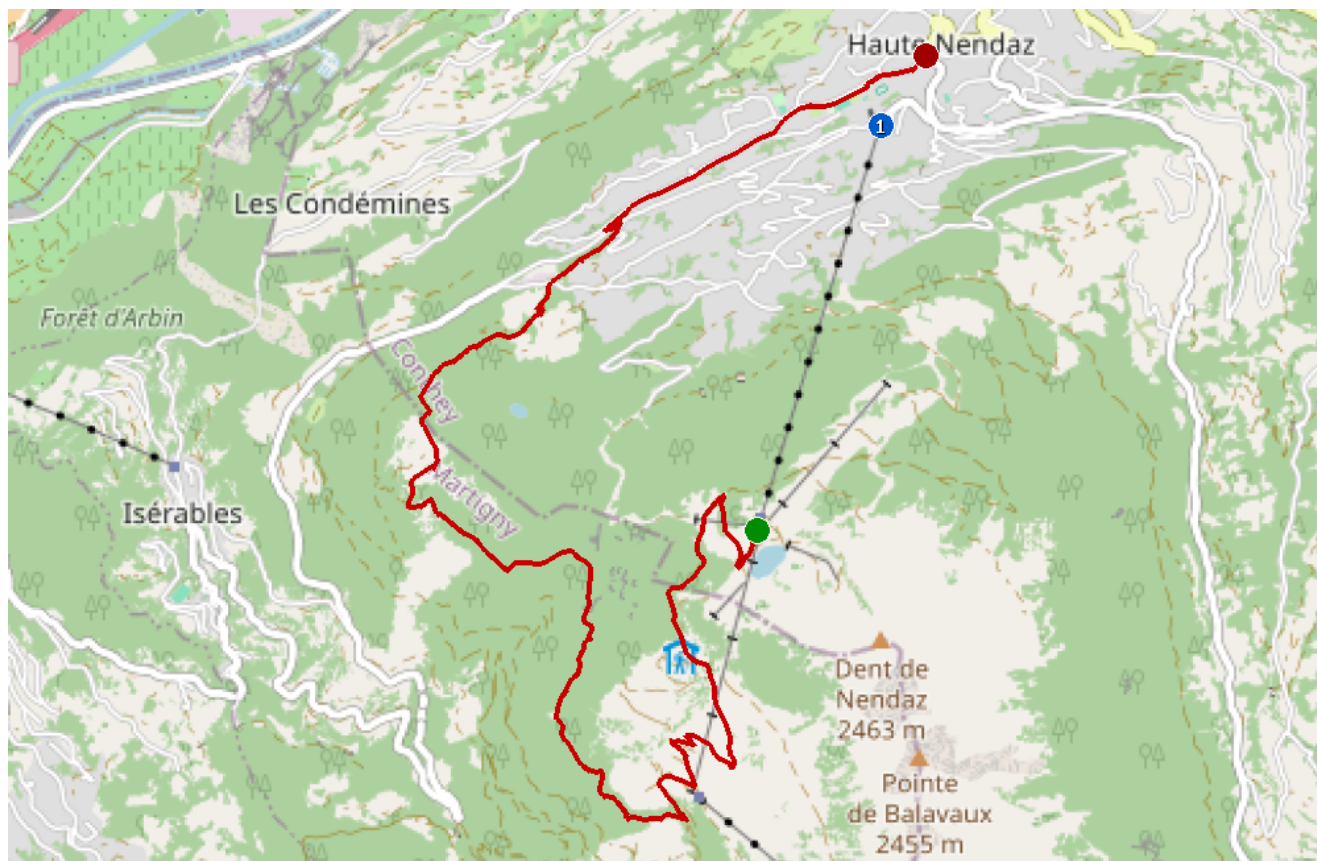 Haute-Nendaz
1
Les Condémines
Forêt d'Arbin
Conthey
Martigny
Isérables
Dent de
Nendaz
2463 m
Pointe
de Balavaux
2455 m